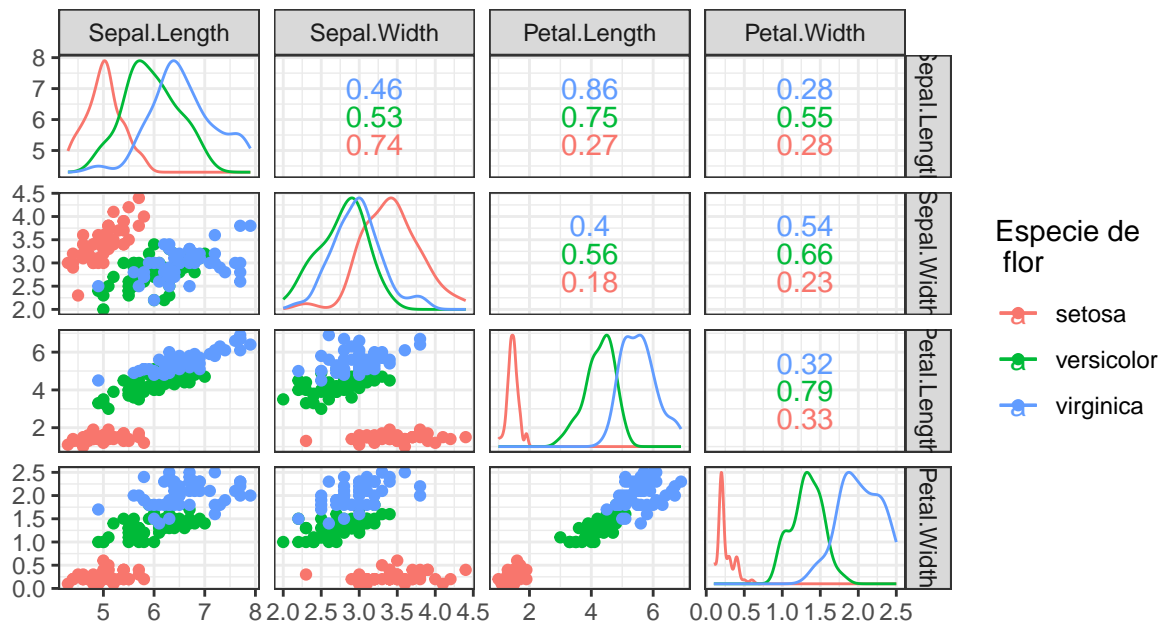 Sepal.Length Sepal.Width Petal.Length Petal.Width
8
7
6
5
0.46 0.86 0.28
0.53 0.75 0.55
0.74 0.27 0.28
Sepal.Length
4.5
4.0
3.5
3.0
2.5
2.0
0.4 0.54
0.56 0.66
0.18 0.23
Sepal.Width
6
4
2
0.32
0.79
0.33
Petal.Length
2.5
2.0
1.5
1.0
0.5
0.0
Petal.Width
5 6 7 8 2.0 2.5 3.0 3.5 4.0 4.5 2 4 6 0.0 0.5 1.0 1.5 2.0 2.5
Especie de
flor
a setosa
a versicolor
a virginica